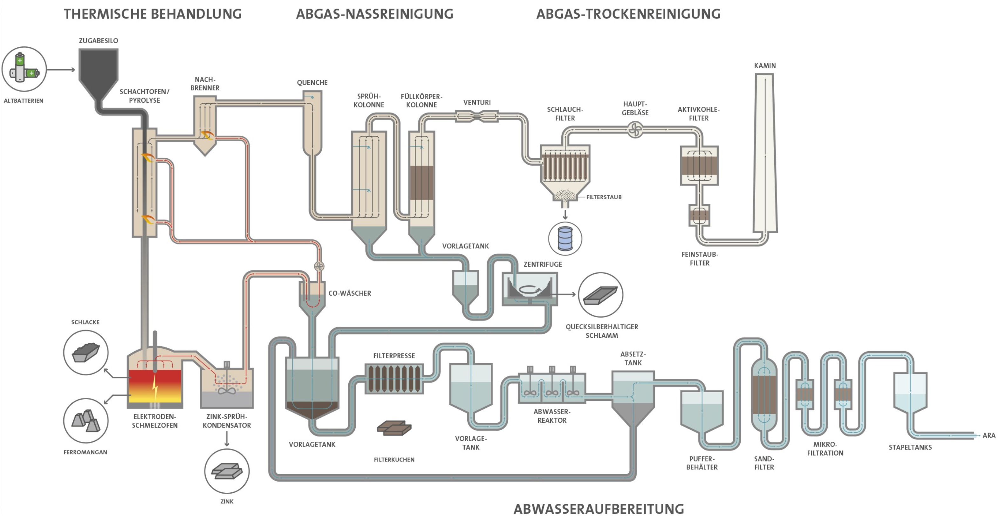 THERMISCHE BEHANDLUNG
ABGAS-NASSREINIGUNG
ABGAS-TROCKENREINIGUNG
ZUGABESILO
ALTBATTERIEN
SCHACHTOFEN/
PYROLYSE
NACH-
BRENNER
QUENCHE
SPRÜH-
KOLONNE
FÜLLKÖRPER-
KOLONNE
VENTURI
SCHLAUCH-
FILTER
HAUPT-
GEBLÄSE
AKTIVKOHLE-
FILTER
KAMIN
FILTERSTAUB
FEINSTAUB-
FILTER
VORLAGETANK
ZENTRIFUGE
QUECKSILBERHALTIGER
SCHLAMM
CO-WÄSCHER
SCHLACKE
FERROMANGAN
ELEKTRODEN-
SCHMELZOFEN
ZINK-SPRÜH-
KONDENSATOR
ZINK
VORLAGETANK
FILTERPRESSE
FILTERKUCHEN
VORLAGE-
TANK
ABWASSER-
REAKTOR
ABSETZ-
TANK
PUFFER-
BEHÄLTER
SAND-
FILTER
MIKRO-
FILTRATION
STAPELTANKS
ARA
ABWASSERAUFBEREITUNG